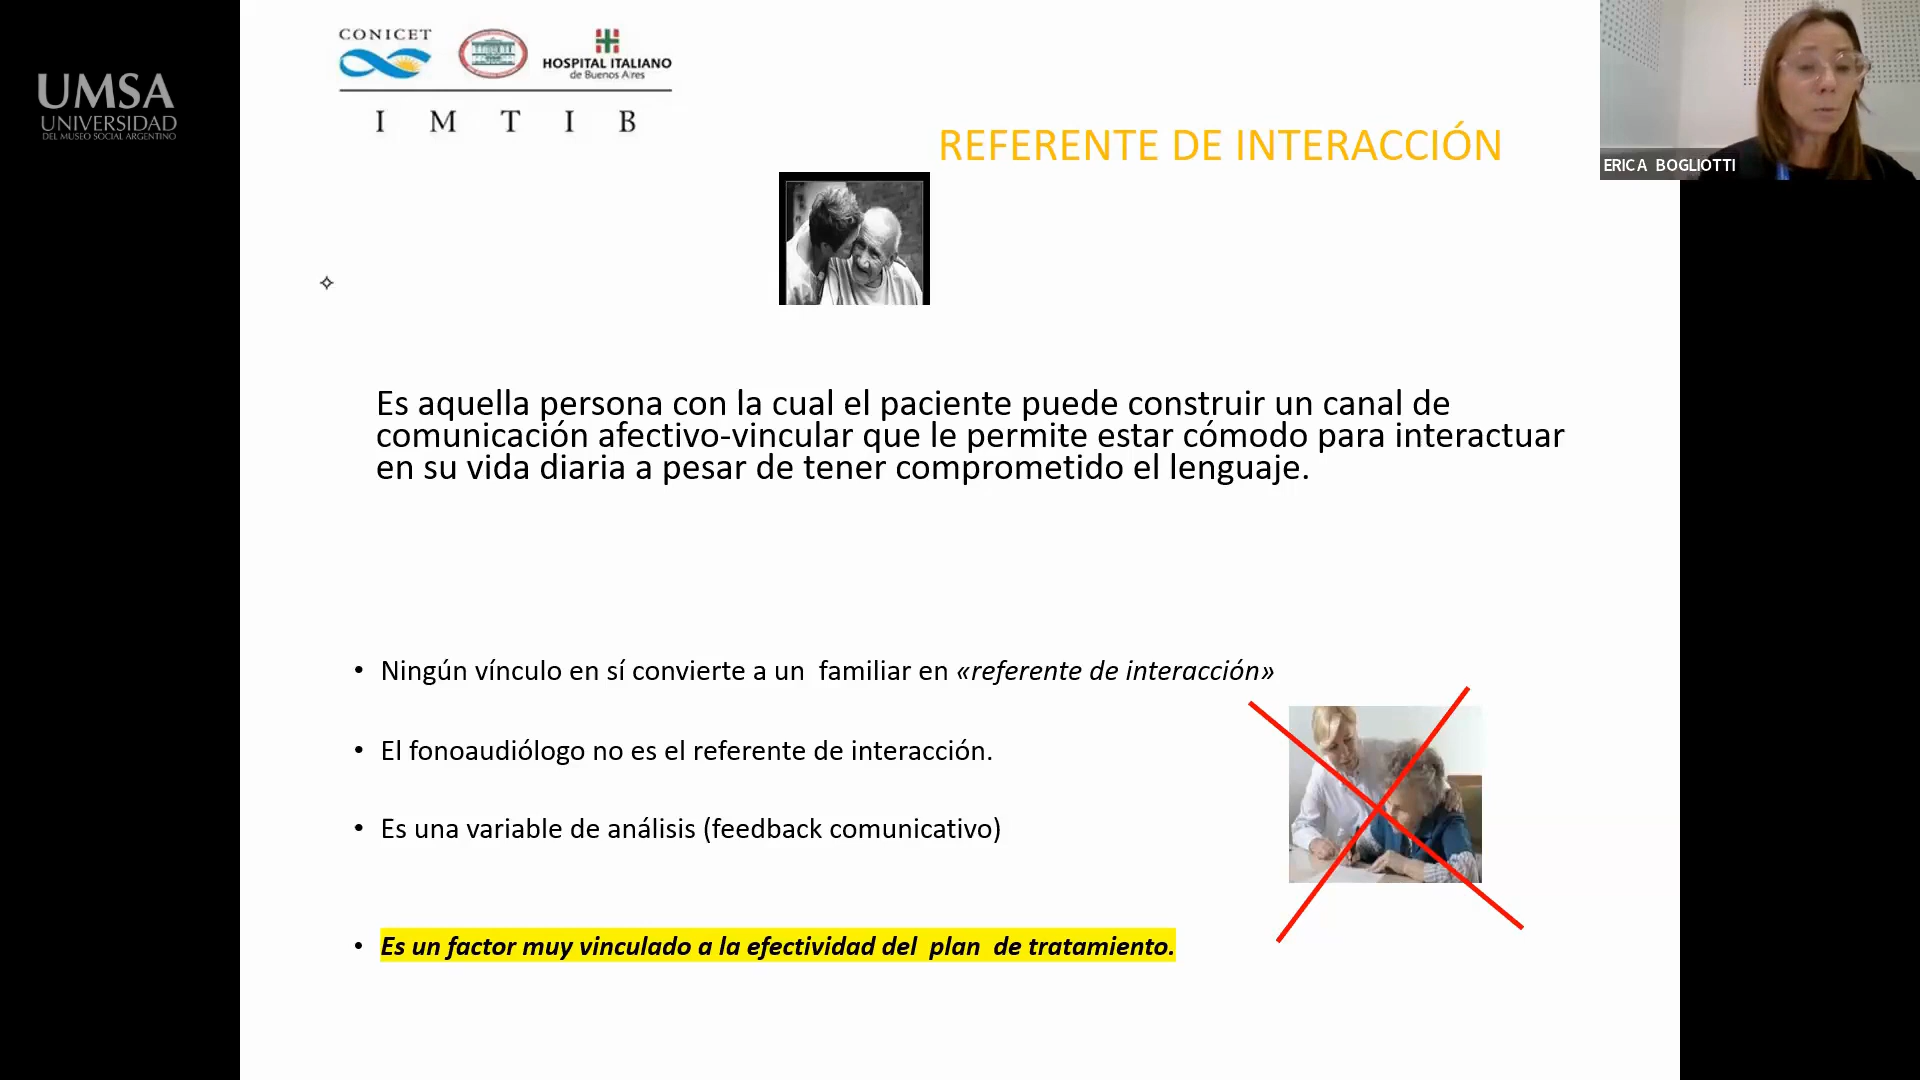 UMSA
UNIVERSIDAD
DEL MUSEO SOCIAL ARGENTINO
CONICET
HOSPITAL ITALIANO
de Buenos Aires
I M T I B
REFERENTE DE INTERACCIÓN
ERICA BOGLIOTTI
Es aquella persona con la cual el paciente puede construir un canal de
comunicación afectivo-vincular que le permite estar cómodo para interactuar
en su vida diaria a pesar de tener comprometido el lenguaje.
• Ningún vínculo en sí convierte a un familiar en «referente de interacción»
• El fonoaudiólogo no es el referente de interacción.
• Es una variable de análisis (feedback comunicativo)
• Es un factor muy vinculado a la efectividad del plan de tratamiento.